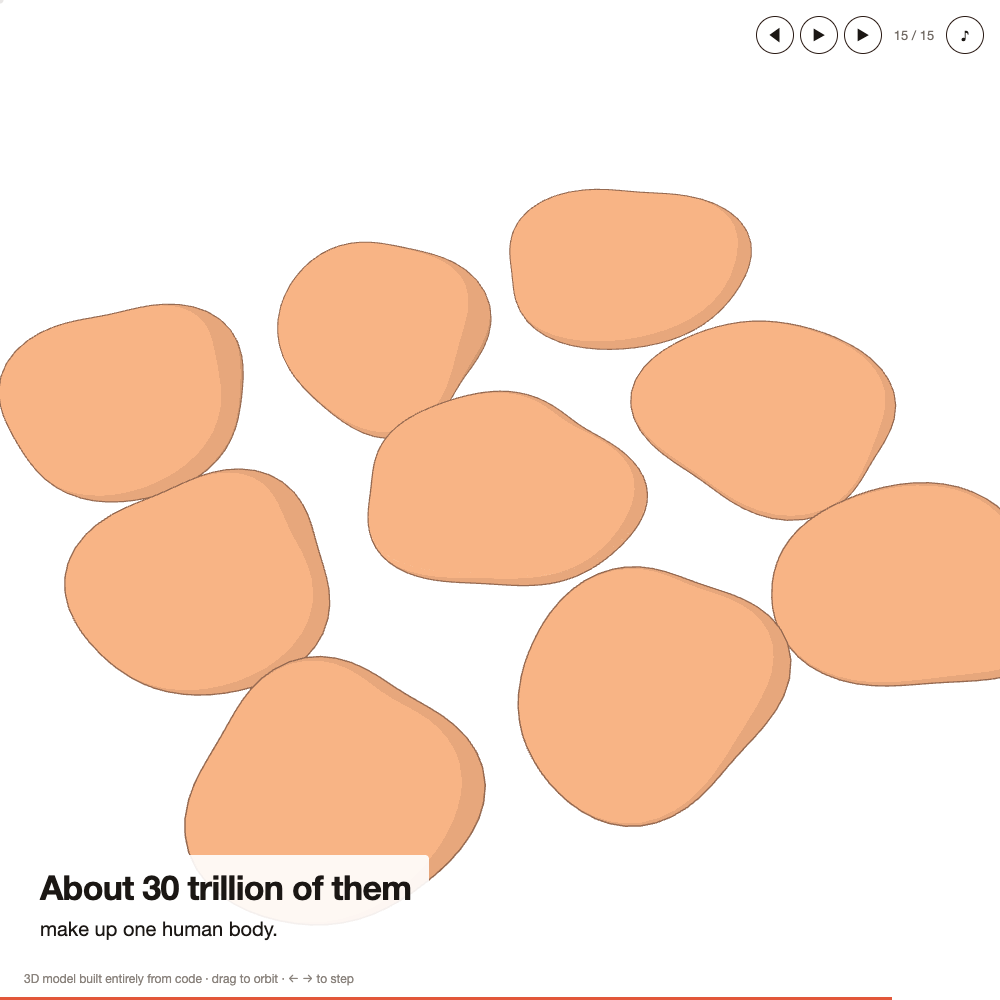 15 / 15
♪
About 30 trillion of them
make up one human body.
3D model built entirely from code · drag to orbit · ← → to step